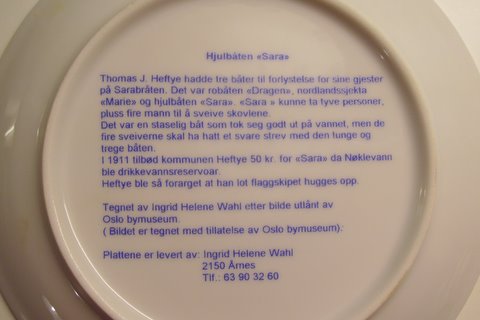 Hjulbåten «Sara»
Thomas J. Heftye hadde tre båter til forlystelse for sine gjester
på Sarabråten. Det var robåten «Dragen», nordlandssjekta
«Marie» og hjulbåten «Sara». «Sara » kunne ta tyve personer,
pluss fire mann til å sveive skovlene.
Det var en staselig båt som tok seg godt ut på vannet, men de
fire sveiverne skal ha hatt et svare strev med den tunge og
trege båten.
I 1911 tilbød kommunen Heftye 50 kr. for «Sara» da Nøklevann
ble drikkevannsreservoar.
Heftye ble så forarget at han lot flaggskipet hugges opp.
Tegnet av Ingrid Helene Wahl etter bilde utlånt av
Oslo bymuseum.
( Bildet er tegnet med tillatelse av Oslo bymuseum).
Plattene er levert av: Ingrid Helene Wahl
2150 Årnes
Tlf.: 63 90 32 60